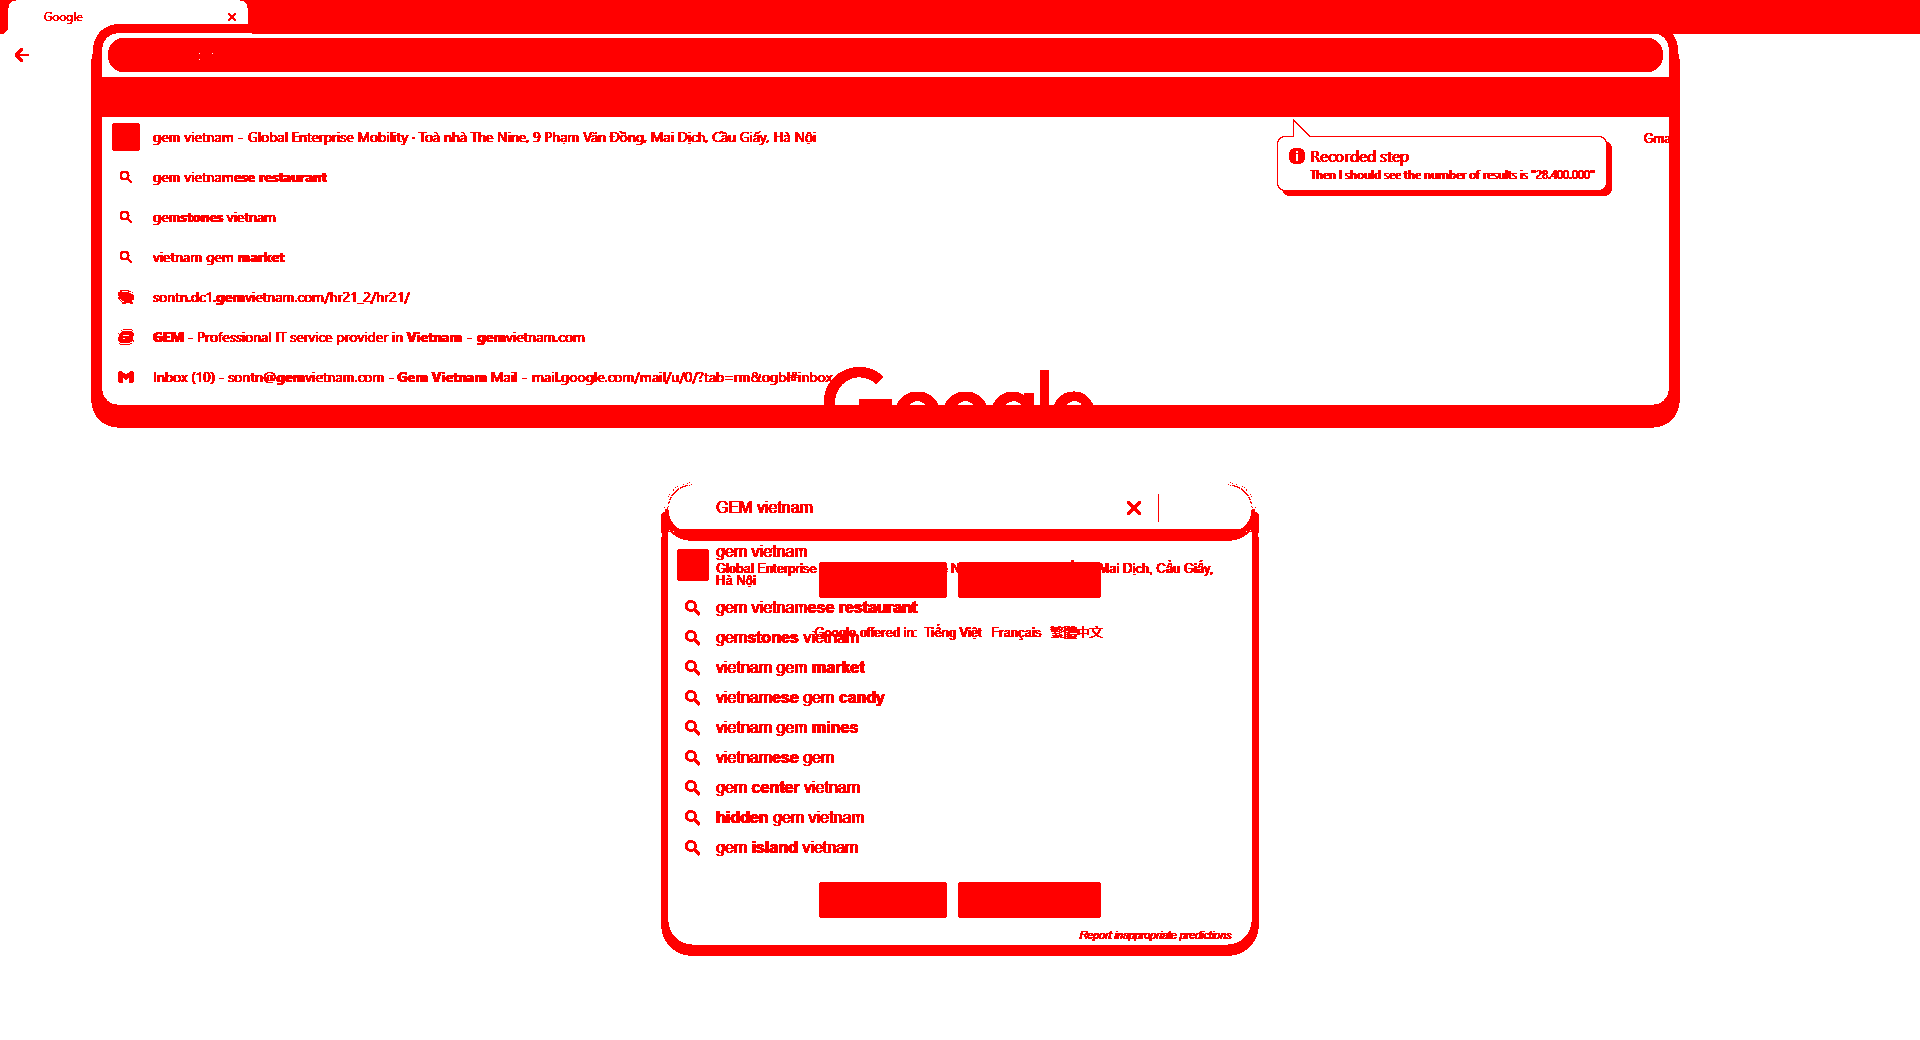 Google
gem vietnam - Global Enterprise Mobility - Toà nhà The Nine, 9 Phạm Văn Đồng, Mai Dịch, Cầu Giấy, Hà Nội
Gma
Recorded step
Then I should see the number of results is "28.400.000"
gem vietnamese restaurant
gemstones vietnam
vietnam gem market
sontn.dc1.gemvietnam.com/hr21_2/hr21/
GEM - Professional IT service provider in Vietnam - gemvietnam.com
Inbox (10) - sontn@gemvietnam.com - Gem Vietnam Mail - mail.google.com/mail/u/0/?tab=rm&ogbl#inbox
Google
GEM vietnam
gem vietnam
Global Enterprise Mai Dịch, Cầu Giấy,
Hà Nội
gem vietnamese restaurant
gemstones vietnam
Google offered in: Tiếng Việt Français 繁體中文
vietnam gem market
vietnamese gem candy
vietnam gem mines
vietnamese gem
gem center vietnam
hidden gem vietnam
gem island vietnam
Report inappropriate predictions